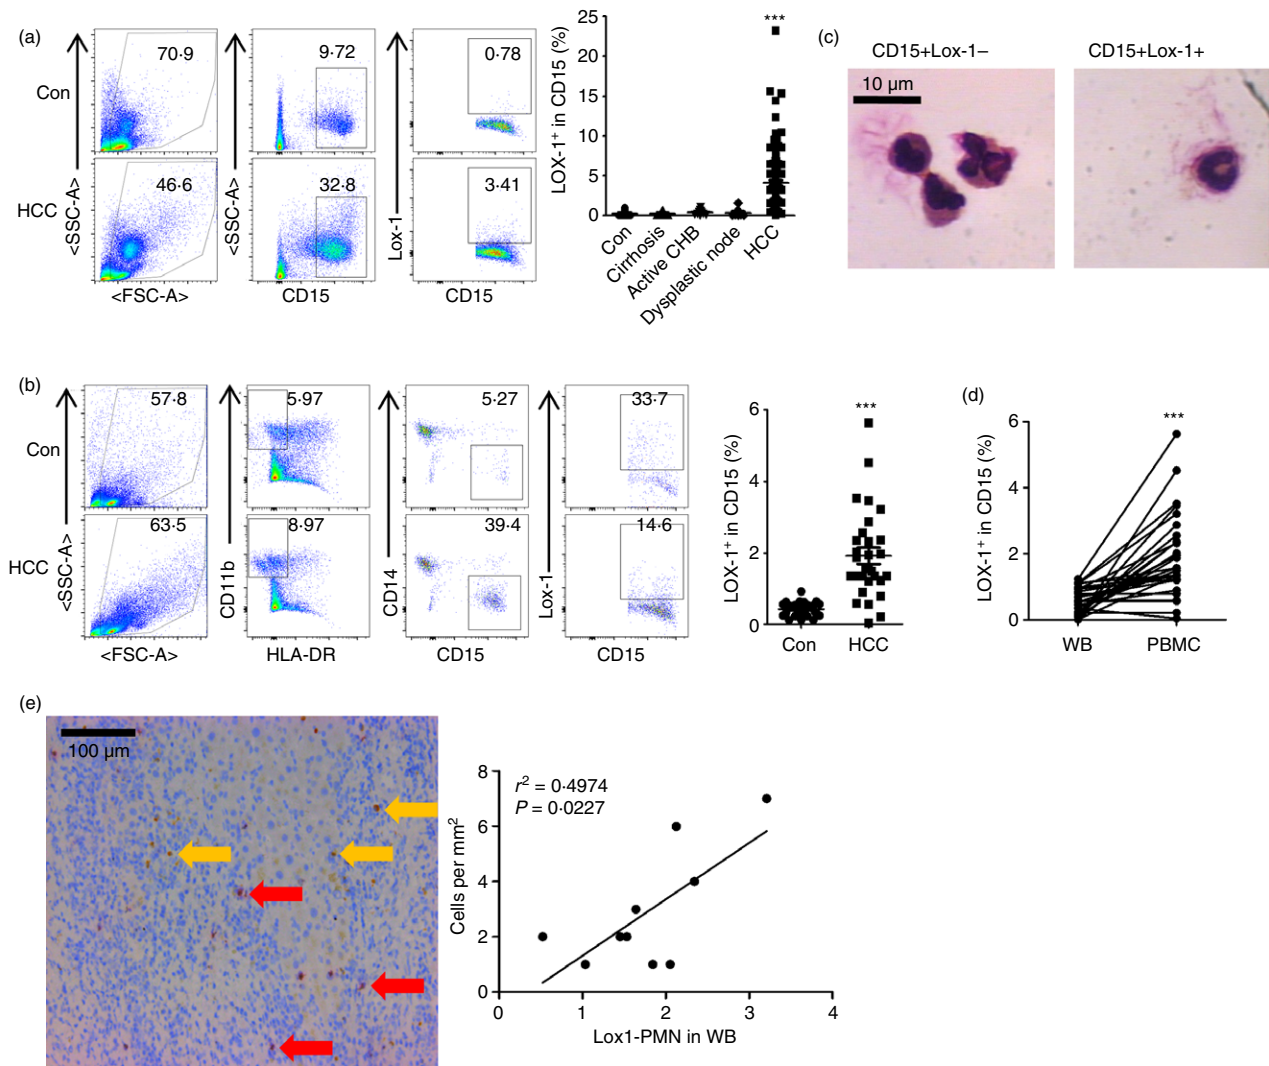 (a)
Con
HCC
<SSC-A>
<SSC-A>
70·9
46·6
<FSC-A>
<SSC-A>
<SSC-A>
9·72
32·8
CD15
Lox-1
0·78
3·41
CD15
LOX-1+ in CD15 (%)
25
20
15
10
5
0
***
Con
Cirrhosis
Active CHB
Dysplastic node
HCC
(c)
CD15+Lox-1–
CD15+Lox-1+
10 µm
(b)
Con
HCC
<SSC-A>
57·8
63·5
<FSC-A>
CD11b
5·97
8·97
HLA-DR
CD14
5·27
39·4
CD15
Lox-1
33·7
14·6
CD15
LOX-1+ in CD15 (%)
6
4
2
0
***
Con
HCC
(d)
LOX-1+ in CD15 (%)
6
4
2
0
***
WB
PBMC
(e)
100 µm
Cells per mm2
8
6
4
2
0
r2 = 0·4974
P = 0·0227
0
1
2
3
4
Lox1-PMN in WB